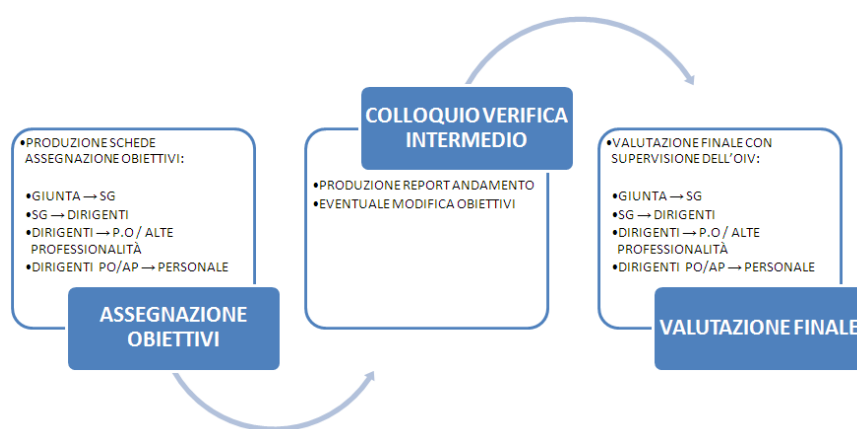 •PRODUZIONE SCHEDE
ASSEGNAZIONE OBIETTIVI:
•GIUNTA → SG
•SG → DIRIGENTI
•DIRIGENTI → P.O / ALTE
PROFESSIONALITÀ
•DIRIGENTI PO/AP → PERSONALE
ASSEGNAZIONE
OBIETTIVI
COLLOQUIO VERIFICA
INTERMEDIO
•PRODUZIONE REPORT ANDAMENTO
•EVENTUALE MODIFICA OBIETTIVI
•VALUTAZIONE FINALE CON
SUPERVISIONE DELL'OIV:
•GIUNTA → SG
•SG → DIRIGENTI
•DIRIGENTI → P.O / ALTE
PROFESSIONALITÀ
•DIRIGENTI PO/AP → PERSONALE
VALUTAZIONE FINALE